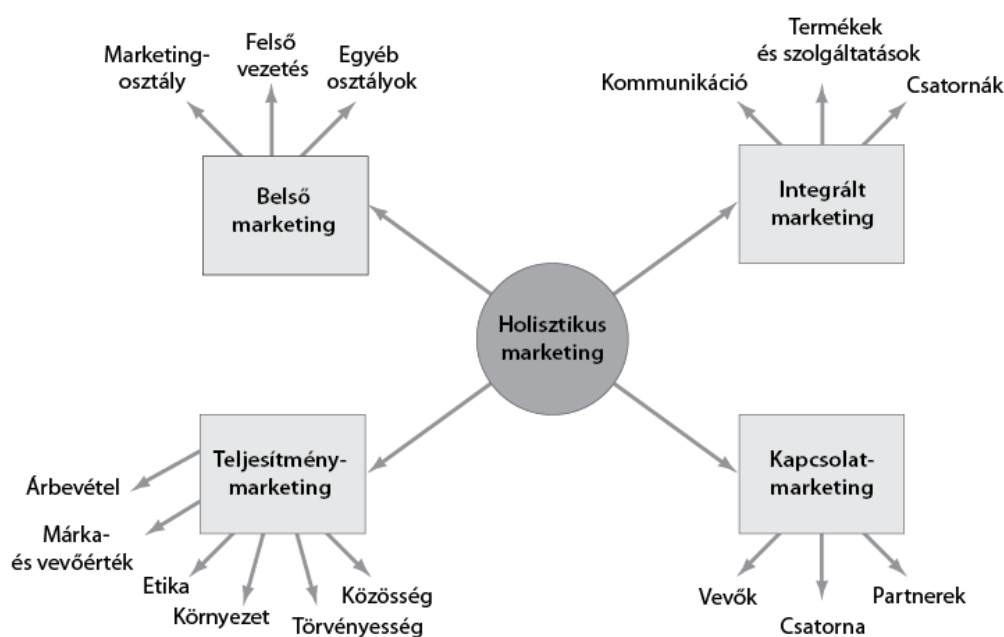 Marketing-
osztály
Felső
vezetés
Egyéb
osztályok
Belső
marketing
Kommunikáció
Termékek
és szolgáltatások
Csatornák
Integrált
marketing
Holisztikus
marketing
Teljesítmény-
marketing
Árbevétel
Márka-
és vevőérték
Etika
Környezet
Törvényesség
Közösség
Kapcsolat-
marketing
Vevők
Csatorna
Partnerek